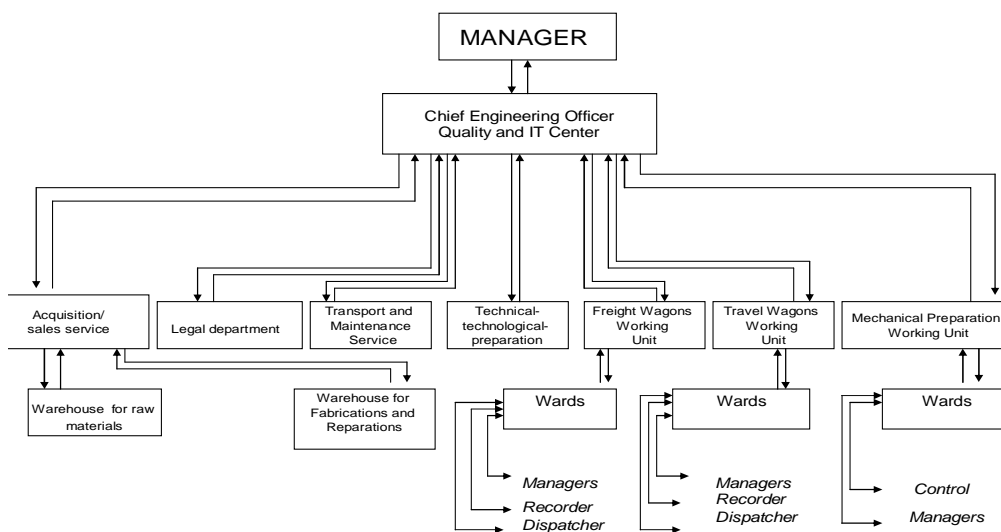 MANAGER
Chief Engineering Officer
Quality and IT Center
Acquisition/
sales service
Legal department
Transport and
Maintenance
Service
Technical-
technological-
preparation
Freight Wagons
Working
Unit
Travel Wagons
Working
Unit
Mechanical Preparation
Working Unit
Warehouse for raw
materials
Warehouse for
Fabrications and
Reparations
Wards
Wards
Wards
Managers
Recorder
Dispatcher
Managers
Recorder
Dispatcher
Control
Managers